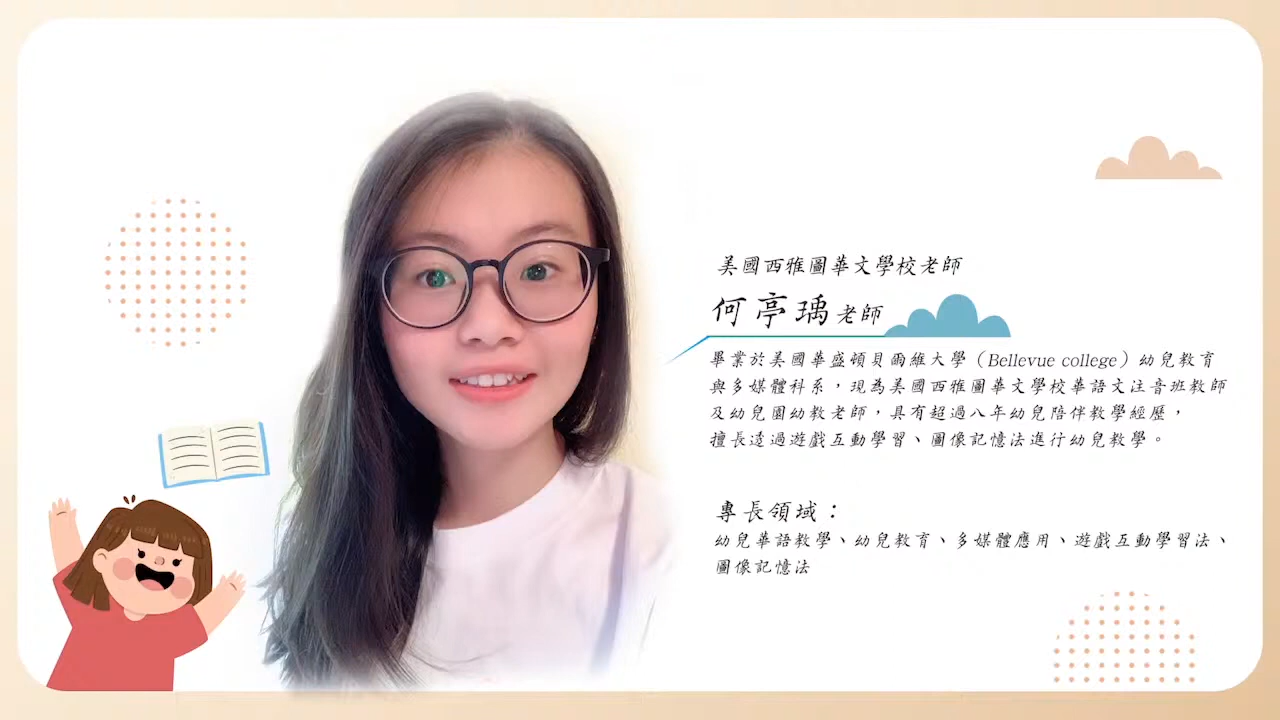 美國西雅圖華文學校老師
何亭瑀老師
畢業於美國華盛頓貝爾維大學（Bellevue college）幼兒教育
與多媒體科系，現為美國西雅圖華文學校華語文注音班教師
及幼兒園幼教老師，具有超過八年幼兒陪伴教學經歷，
擅長透過遊戲互動學習、圖像記憶法進行幼兒教學。
專長領域：
幼兒華語教學、幼兒教育、多媒體應用、遊戲互動學習法、
圖像記憶法